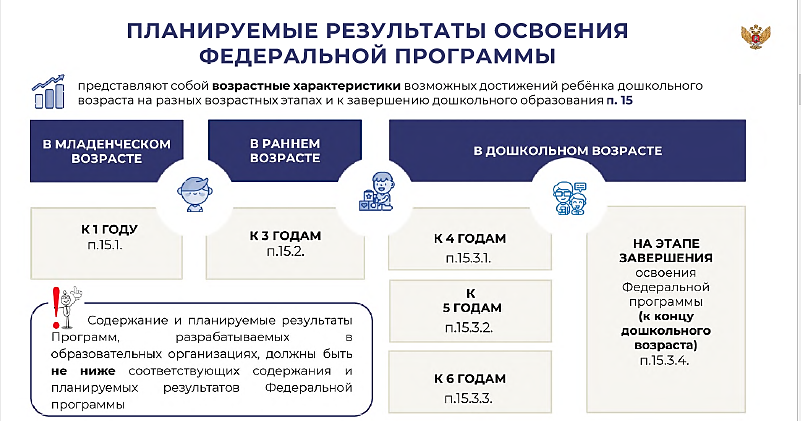 ПЛАНИРУЕМЫЕ РЕЗУЛЬТАТЫ ОСВОЕНИЯ
ФЕДЕРАЛЬНОЙ ПРОГРАММЫ
представляют собой возрастные характеристики возможных достижений ребёнка дошкольного
возраста на разных возрастных этапах и к завершению дошкольного образования п. 15
В МЛАДЕНЧЕСКОМ
ВОЗРАСТЕ
В РАННЕМ
ВОЗРАСТЕ
В ДОШКОЛЬНОМ ВОЗРАСТЕ
К 1 ГОДУ
п.15.1.
К 3 ГОДАМ
п.15.2.
К 4 ГОДАМ
п.15.3.1.
К
5 ГОДАМ
п.15.3.2.
К 6 ГОДАМ
п.15.3.3.
НА ЭТАПЕ
ЗАВЕРШЕНИЯ
освоения
Федеральной
программы
(к концу
дошкольного
возраста)
п.15.3.4.
Содержание и планируемые результаты
Программ, разрабатываемых в
образовательных организациях, должны быть
не ниже соответствующих содержания и
планируемых результатов Федеральной
программы